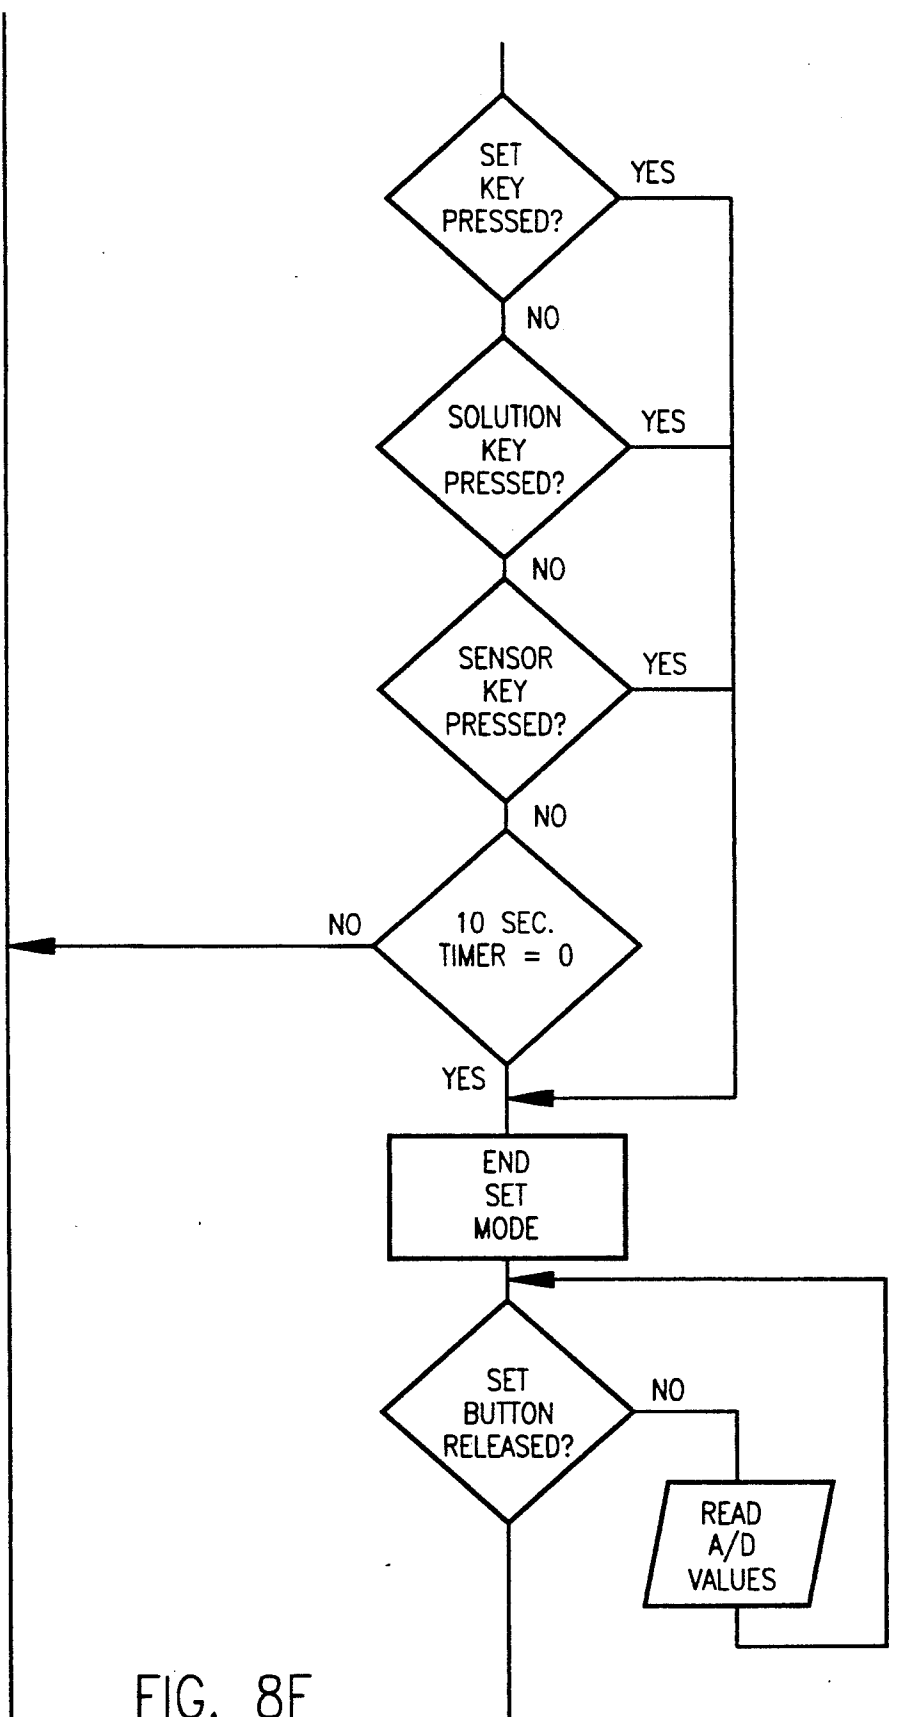 SET
KEY
PRESSED?
YES
NO
SOLUTION
KEY
PRESSED?
YES
NO
SENSOR
KEY
PRESSED?
YES
NO
10 SEC.
TIMER = 0
NO
YES
END
SET
MODE
SET
BUTTON
RELEASED?
NO
READ
A/D
VALUES
FIG. 8F